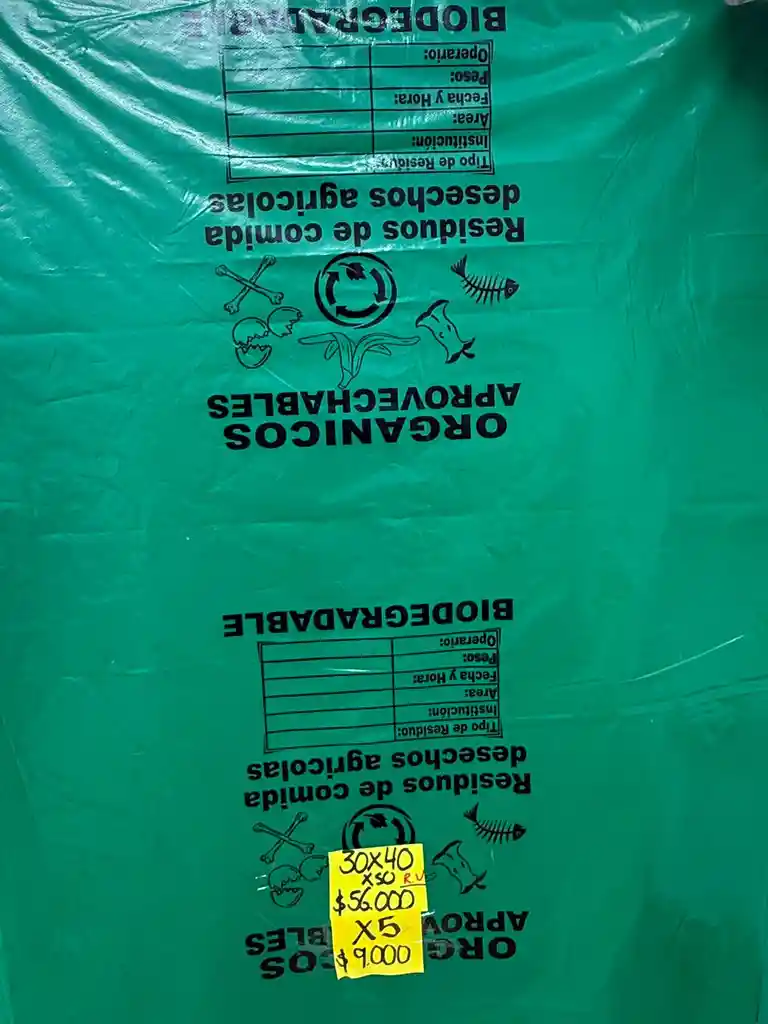 ORGANICOS
APROVECHABLES
Residuos de comida
desechos agricolas
Tipo de Residuo:
Institución:
Area:
Fecha y Hora:
Peso:
Operario:
BIODEGRADABLE
Residuos de comida
desechos agricolas
Tipo de Residuo:
Institución:
Area:
Fecha y Hora:
Peso:
Operario:
BIODEGRADABLE
30X40
X50 R.V
$56.000
X5
$9.000